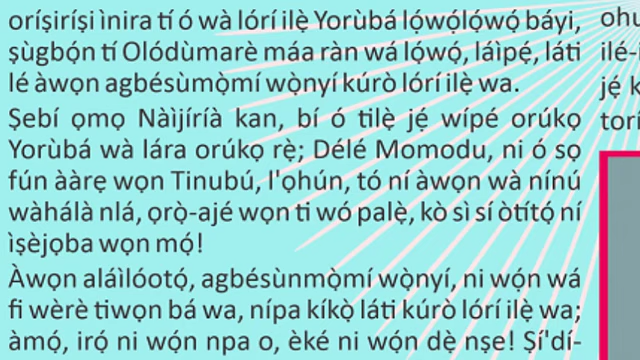 oríṣiríṣi ìnira tí ó wà lórí ilẹ̀ Yorùbá lọ́wọ́lọ́wọ́ báyi,
ṣùgbọ́n tí Olódùmarè máa ràn wá lọ́wọ́, láìpẹ́, láti
lé àwọn agbésùmọ̀mí wọ̀nyí kúrò lórí ilẹ̀ wa.
Ṣebí ọmọ Nàìjíríà kan, bí ó tilẹ̀ jẹ́ wípé orúkọ
Yorùbá wà lára orúkọ rẹ̀; Délé Momodu, ni ó sọ
fún ààrẹ wọn Tinubú, l'ọhún, tó ní àwọn wà nínú
wàhálà nlá, ọrọ̀-ajé wọn ti wó palẹ̀, kò sì sí òtítọ́ ní
ìṣèjọba wọn mọ́!
Àwọn aláìlóotọ́, agbésùnmọ̀mí wọ̀nyí, ni wọ́n wá
fi wèrè tiwọn bá wa, nípa kíkọ̀ láti kúrò lórí ilẹ̀ wa;
àmọ́, irọ́ ni wọ́n npa o, èké ni wọ́n dẹ̀ nṣe! Ṣí'dí-
ilé-
jẹ́ k
torí